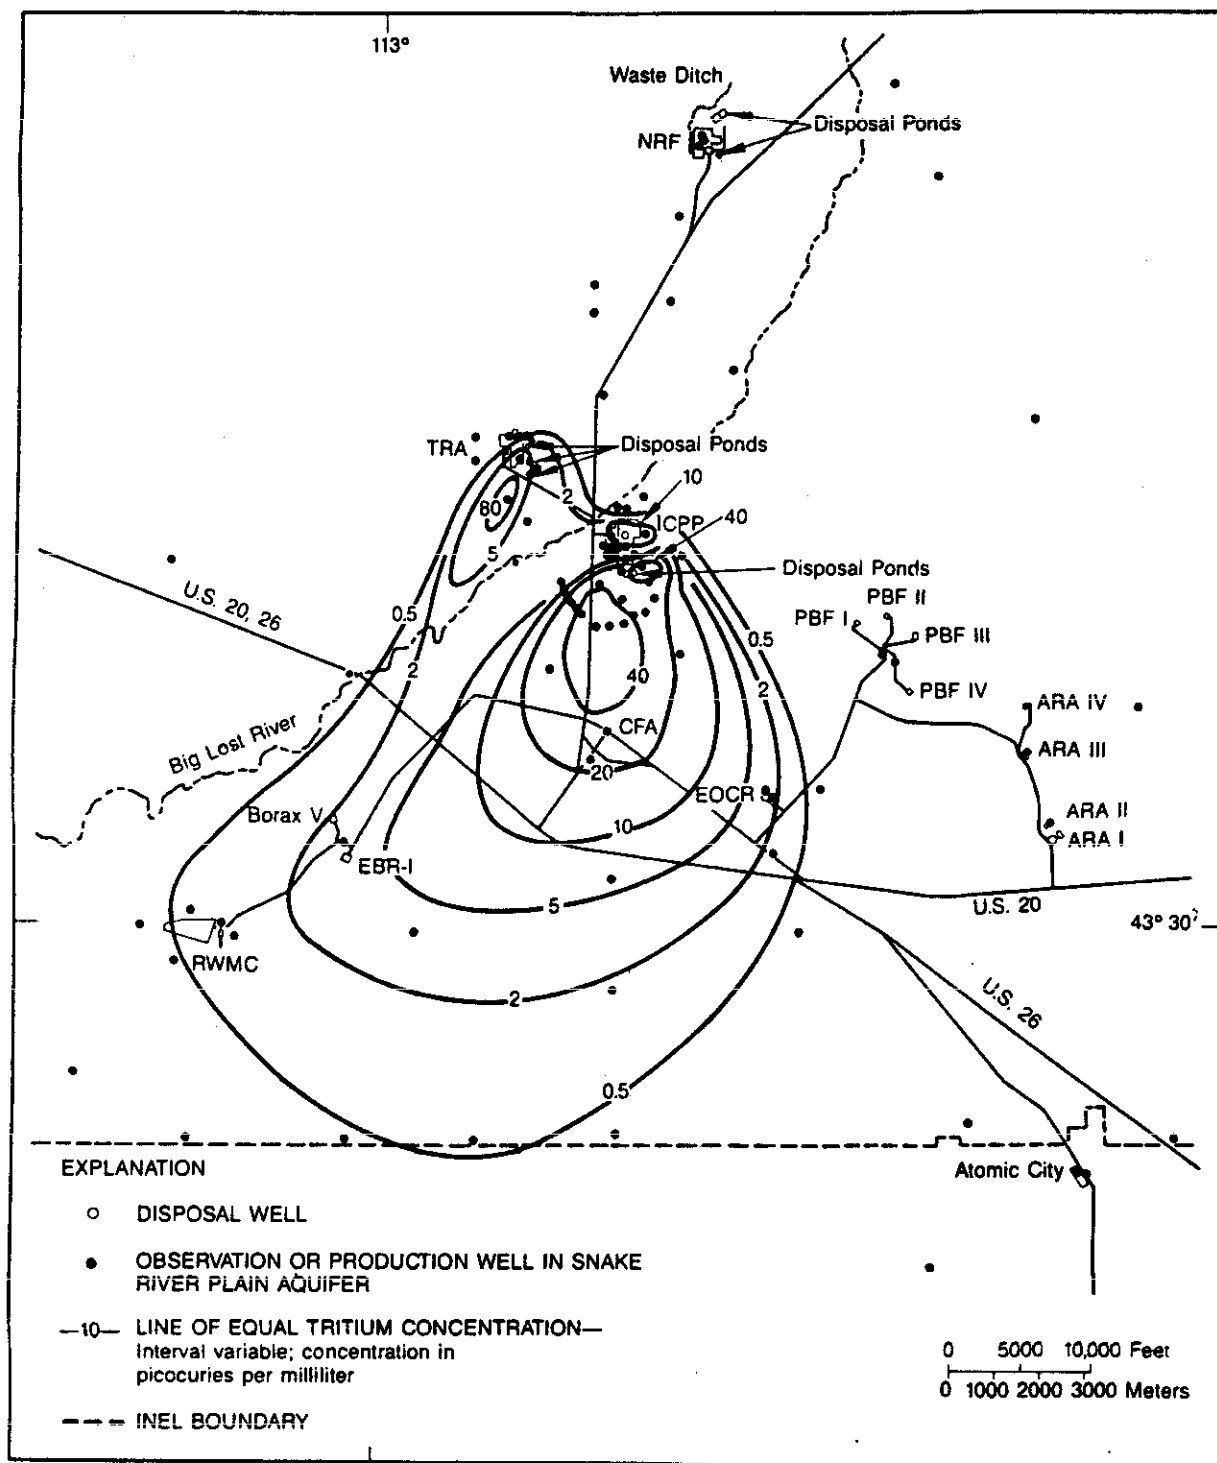 113°
Waste Ditch
Disposal Ponds
NRF
TRA
Disposal Ponds
10
2
80
ICPP
40
5
Disposal Ponds
PBF II
PBF I
PBF III
U.S. 20, 26
0.5
0.5
2
2
40
PBF IV
ARA IV
Big Lost River
CFA
ARA III
20
EOCR
Borax V
10
ARA II
ARA I
EBR-I
5
U.S. 20
43° 30'
RWMC
2
U.S. 26
0.5
EXPLANATION
Atomic City
DISPOSAL WELL
OBSERVATION OR PRODUCTION WELL IN SNAKE
RIVER PLAIN AQUIFER
—10— LINE OF EQUAL TRITIUM CONCENTRATION—
Interval variable; concentration in
picocuries per milliliter
INEL BOUNDARY
0 5000 10,000 Feet
0 1000 2000 3000 Meters